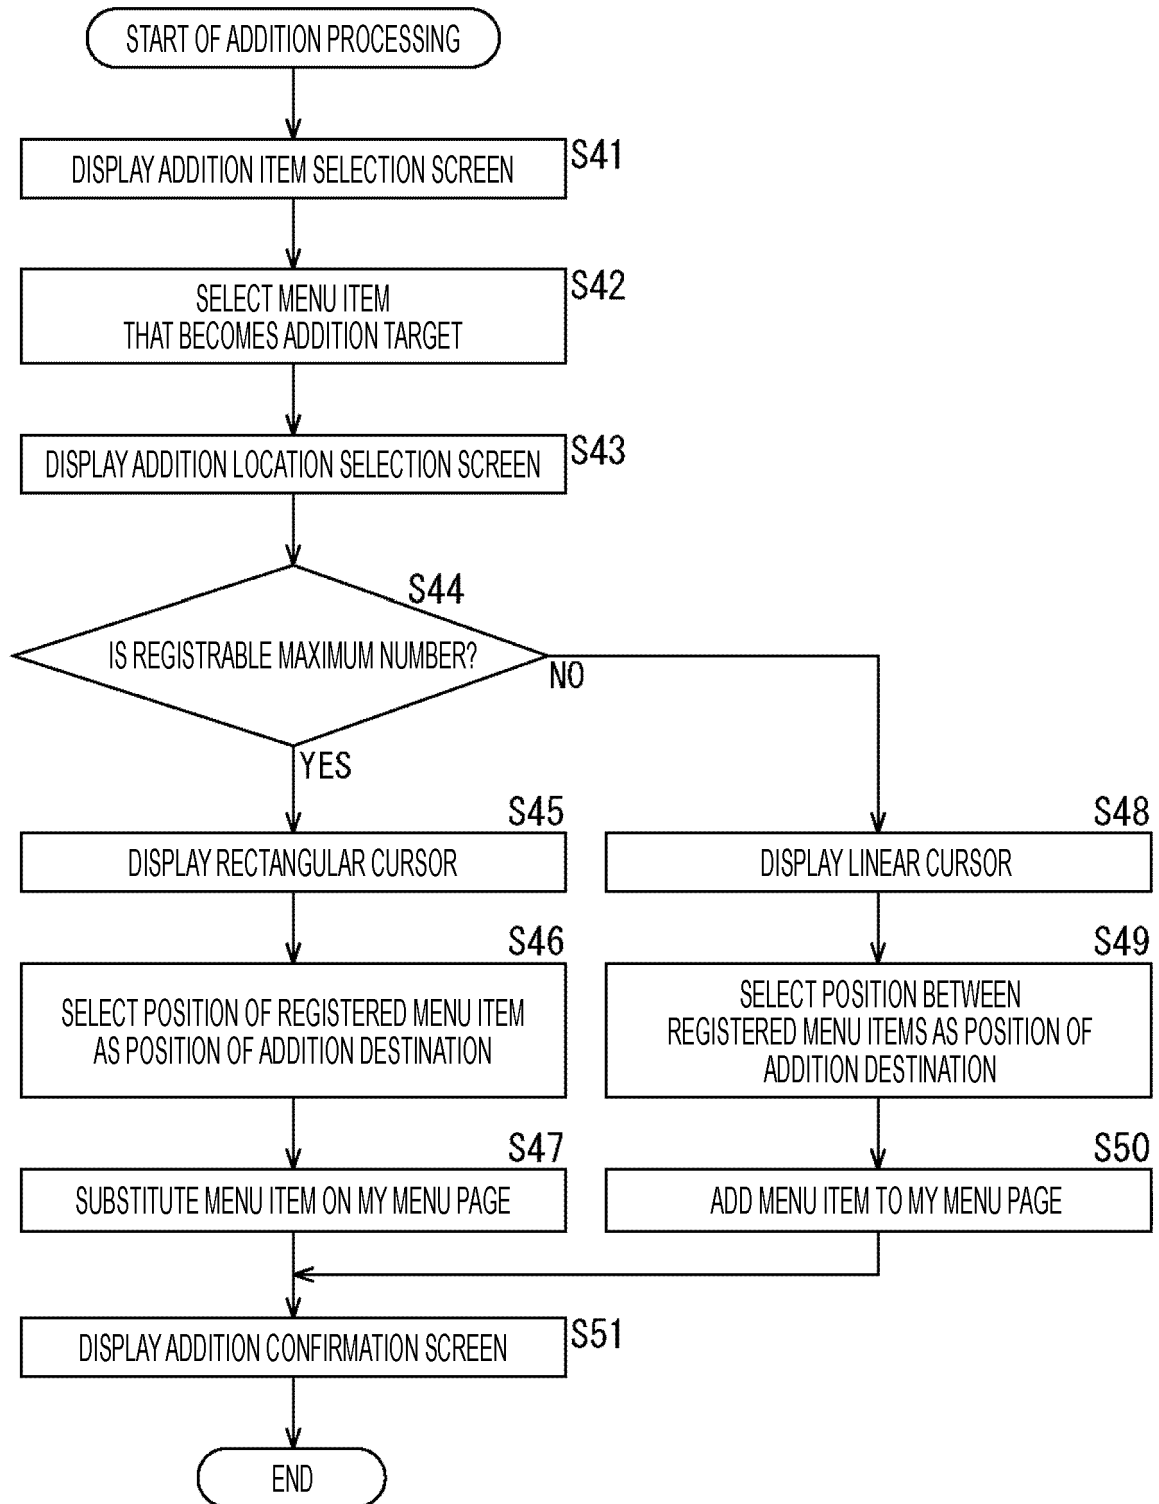 START OF ADDITION PROCESSING
S41
DISPLAY ADDITION ITEM SELECTION SCREEN
S42
SELECT MENU ITEM
THAT BECOMES ADDITION TARGET
S43
DISPLAY ADDITION LOCATION SELECTION SCREEN
S44
IS REGISTRABLE MAXIMUM NUMBER?
NO
YES
S45
DISPLAY RECTANGULAR CURSOR
S46
SELECT POSITION OF REGISTERED MENU ITEM
AS POSITION OF ADDITION DESTINATION
S47
SUBSTITUTE MENU ITEM ON MY MENU PAGE
S48
DISPLAY LINEAR CURSOR
S49
SELECT POSITION BETWEEN
REGISTERED MENU ITEMS AS POSITION OF
ADDITION DESTINATION
S50
ADD MENU ITEM TO MY MENU PAGE
S51
DISPLAY ADDITION CONFIRMATION SCREEN
END